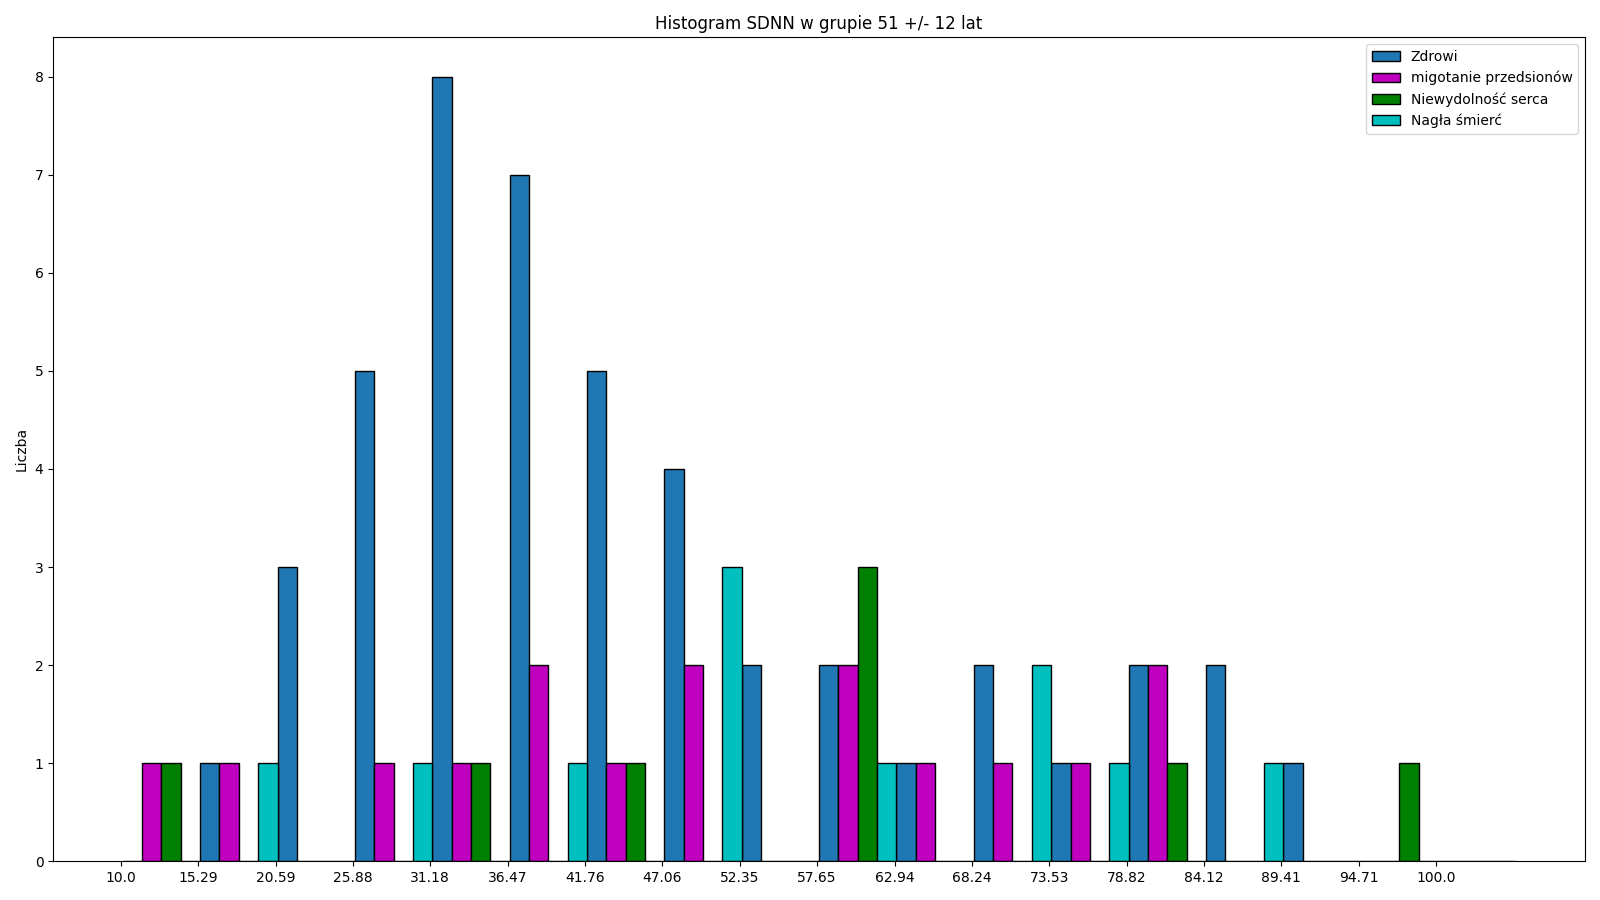 Histogram SDNN w grupie 51 +/- 12 lat
Zdrowi
migotanie przedsionów
Niewydolność serca
Nagła śmierć
Liczba
8
7
6
5
4
3
2
1
0
10.0 15.29 20.59 25.88 31.18 36.47 41.76 47.06 52.35 57.65 62.94 68.24 73.53 78.82 84.12 89.41 94.71 100.0